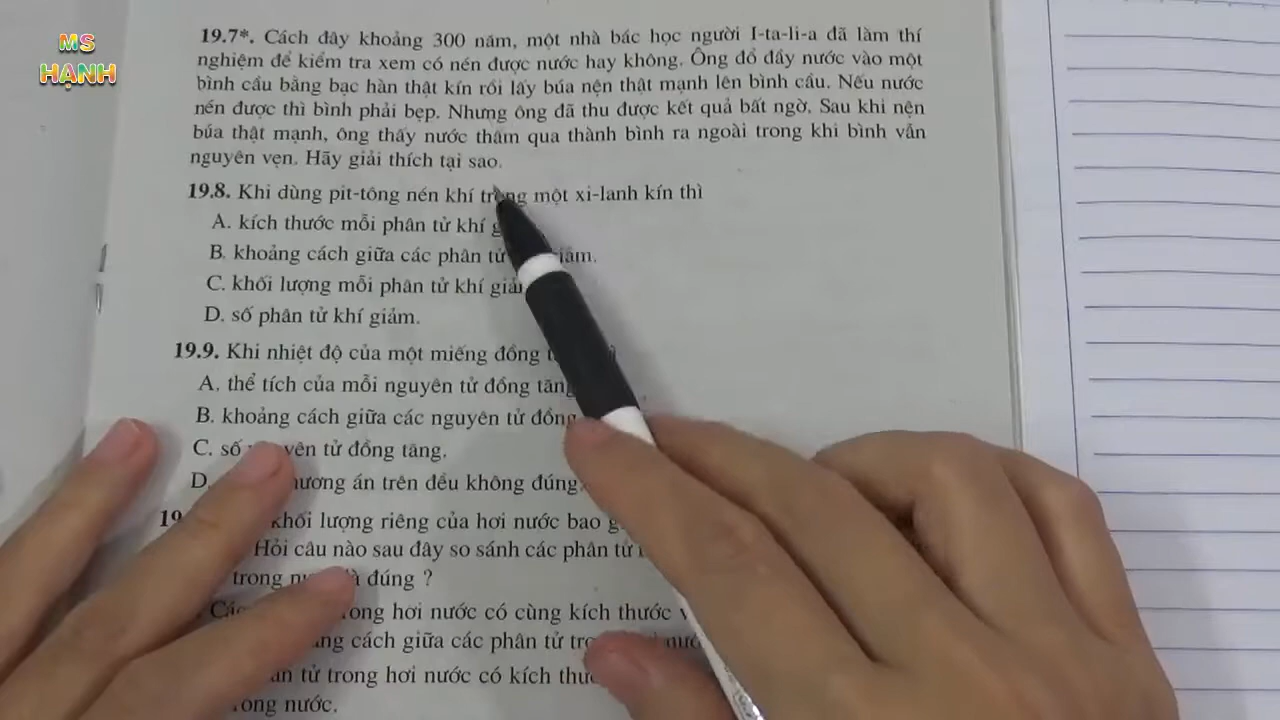 MS
HẠNH
19.7*. Cách đây khoảng 300 năm, một nhà bác học người I-ta-li-a đã làm thí
nghiệm để kiểm tra xem có nén được nước hay không. Ông đổ đầy nước vào một
bình cầu bằng bạc hàn thật kín rồi lấy búa nện thật mạnh lên bình cầu. Nếu nước
nén được thì bình phải bẹp. Nhưng ông đã thu được kết quả bất ngờ. Sau khi nện
búa thật mạnh, ông thấy nước thấm qua thành bình ra ngoài trong khi bình vẫn
nguyên vẹn. Hãy giải thích tại sao.
19.8. Khi dùng pit-tông nén khí trong một xi-lanh kín thì
A. kích thước mỗi phân tử khí
B. khoảng cách giữa các phân tử giảm.
C. khối lượng mỗi phân tử khí
D. số phân tử khí giảm.
19.9. Khi nhiệt độ của một miếng đồng
A. thể tích của mỗi nguyên tử đồng tăng
B. khoảng cách giữa các nguyên tử đồng
C. số nguyên tử đồng tăng.
D. phương án trên đều không đúng.
khối lượng riêng của hơi nước bao
Hỏi câu nào sau đây so sánh các phân tử
trong là đúng ?
trong hơi nước có cùng kích thước
cách giữa các phân tử
tử trong hơi nước có kích
trong nước.